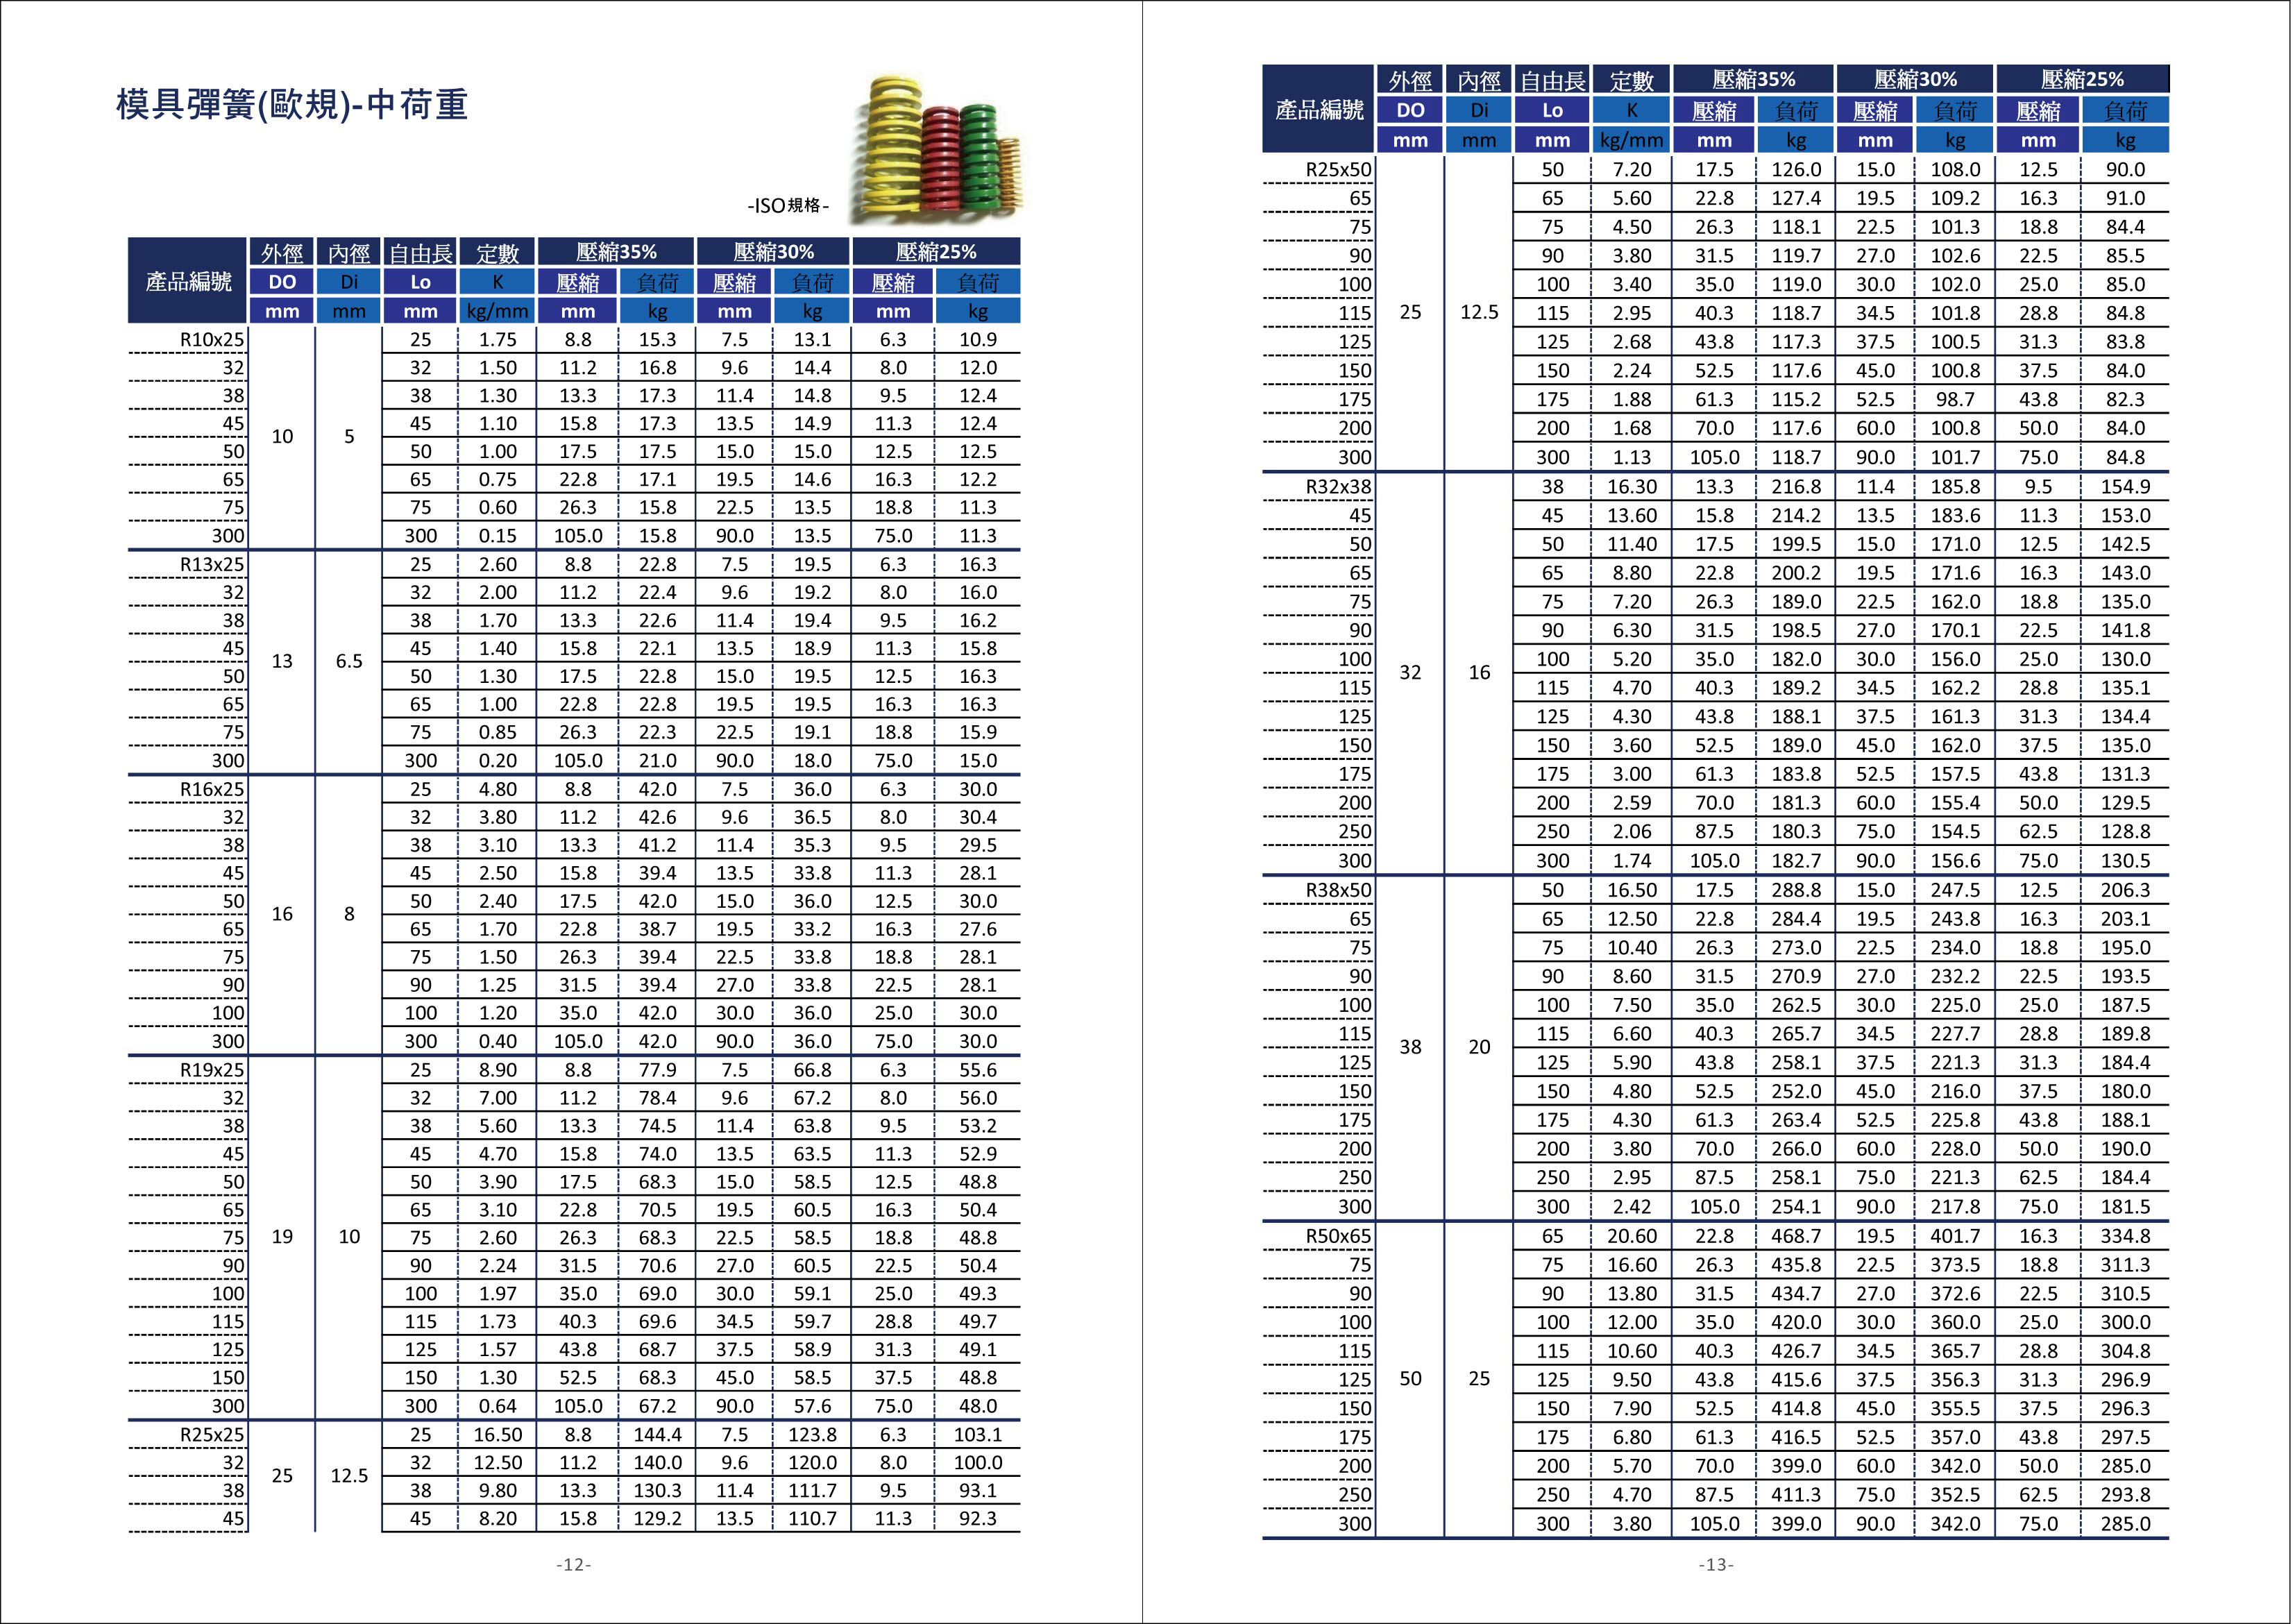 模具彈簧(歐規)-中荷重
-ISO規格-
產品編號 外徑 內徑 自由長 定數 壓縮35% 壓縮30% 壓縮25%
DO Di Lo K 壓縮 負荷 壓縮 負荷 壓縮 負荷
mm mm mm kg/mm mm kg mm kg mm kg
R10x25 25 1.75 8.8 15.3 7.5 13.1 6.3 10.9
32 32 1.50 11.2 16.8 9.6 14.4 8.0 12.0
38 38 1.30 13.3 17.3 11.4 14.8 9.5 12.4
45 10 5 45 1.10 15.8 17.3 13.5 14.9 11.3 12.4
50 50 1.00 17.5 17.5 15.0 15.0 12.5 12.5
65 65 0.75 22.8 17.1 19.5 14.6 16.3 12.2
75 75 0.60 26.3 15.8 22.5 13.5 18.8 11.3
300 300 0.15 105.0 15.8 90.0 13.5 75.0 11.3
R13x25 25 2.60 8.8 22.8 7.5 19.5 6.3 16.3
32 32 2.00 11.2 22.4 9.6 19.2 8.0 16.0
38 38 1.70 13.3 22.6 11.4 19.4 9.5 16.2
45 13 6.5 45 1.40 15.8 22.1 13.5 18.9 11.3 15.8
50 50 1.30 17.5 22.8 15.0 19.5 12.5 16.3
65 65 1.00 22.8 22.8 19.5 19.5 16.3 16.3
75 75 0.85 26.3 22.3 22.5 19.1 18.8 15.9
300 300 0.20 105.0 21.0 90.0 18.0 75.0 15.0
R16x25 25 4.80 8.8 42.0 7.5 36.0 6.3 30.0
32 32 3.80 11.2 42.6 9.6 36.5 8.0 30.4
38 38 3.10 13.3 41.2 11.4 35.3 9.5 29.5
45 45 2.50 15.8 39.4 13.5 33.8 11.3 28.1
50 16 8 50 2.40 17.5 42.0 15.0 36.0 12.5 30.0
65 65 1.70 22.8 38.7 19.5 33.2 16.3 27.6
75 75 1.50 26.3 39.4 22.5 33.8 18.8 28.1
90 90 1.25 31.5 39.4 27.0 33.8 22.5 28.1
100 100 1.20 35.0 42.0 30.0 36.0 25.0 30.0
300 300 0.40 105.0 42.0 90.0 36.0 75.0 30.0
R19x25 25 8.90 8.8 77.9 7.5 66.8 6.3 55.6
32 32 7.00 11.2 78.4 9.6 67.2 8.0 56.0
38 38 5.60 13.3 74.5 11.4 63.8 9.5 53.2
45 45 4.70 15.8 74.0 13.5 63.5 11.3 52.9
50 50 3.90 17.5 68.3 15.0 58.5 12.5 48.8
65 65 3.10 22.8 70.5 19.5 60.5 16.3 50.4
75 19 10 75 2.60 26.3 68.3 22.5 58.5 18.8 48.8
90 90 2.24 31.5 70.6 27.0 60.5 22.5 50.4
100 100 1.97 35.0 69.0 30.0 59.1 25.0 49.3
115 115 1.73 40.3 69.6 34.5 59.7 28.8 49.7
125 125 1.57 43.8 68.7 37.5 58.9 31.3 49.1
150 150 1.30 52.5 68.3 45.0 58.5 37.5 48.8
300 300 0.64 105.0 67.2 90.0 57.6 75.0 48.0
R25x25 25 16.50 8.8 144.4 7.5 123.8 6.3 103.1
32 25 12.5 32 12.50 11.2 140.0 9.6 120.0 8.0 100.0
38 38 9.80 13.3 130.3 11.4 111.7 9.5 93.1
45 45 8.20 15.8 129.2 13.5 110.7 11.3 92.3
-12-
產品編號 外徑 內徑 自由長 定數 壓縮35% 壓縮30% 壓縮25%
DO Di Lo K 壓縮 負荷 壓縮 負荷 壓縮 負荷
mm mm mm kg/mm mm kg mm kg mm kg
R25x50 50 7.20 17.5 126.0 15.0 108.0 12.5 90.0
65 65 5.60 22.8 127.4 19.5 109.2 16.3 91.0
75 75 4.50 26.3 118.1 22.5 101.3 18.8 84.4
90 90 3.80 31.5 119.7 27.0 102.6 22.5 85.5
100 100 3.40 35.0 119.0 30.0 102.0 25.0 85.0
115 25 12.5 115 2.95 40.3 118.7 34.5 101.8 28.8 84.8
125 125 2.68 43.8 117.3 37.5 100.5 31.3 83.8
150 150 2.24 52.5 117.6 45.0 100.8 37.5 84.0
175 175 1.88 61.3 115.2 52.5 98.7 43.8 82.3
200 200 1.68 70.0 117.6 60.0 100.8 50.0 84.0
300 300 1.13 105.0 118.7 90.0 101.7 75.0 84.8
R32x38 38 16.30 13.3 216.8 11.4 185.8 9.5 154.9
45 45 13.60 15.8 214.2 13.5 183.6 11.3 153.0
50 50 11.40 17.5 199.5 15.0 171.0 12.5 142.5
65 65 8.80 22.8 200.2 19.5 171.6 16.3 143.0
75 75 7.20 26.3 189.0 22.5 162.0 18.8 135.0
90 90 6.30 31.5 198.5 27.0 170.1 22.5 141.8
100 32 16 100 5.20 35.0 182.0 30.0 156.0 25.0 130.0
115 115 4.70 40.3 189.2 34.5 162.2 28.8 135.1
125 125 4.30 43.8 188.1 37.5 161.3 31.3 134.4
150 150 3.60 52.5 189.0 45.0 162.0 37.5 135.0
175 175 3.00 61.3 183.8 52.5 157.5 43.8 131.3
200 200 2.59 70.0 181.3 60.0 155.4 50.0 129.5
250 250 2.06 87.5 180.3 75.0 154.5 62.5 128.8
300 300 1.74 105.0 182.7 90.0 156.6 75.0 130.5
R38x50 50 16.50 17.5 288.8 15.0 247.5 12.5 206.3
65 65 12.50 22.8 284.4 19.5 243.8 16.3 203.1
75 75 10.40 26.3 273.0 22.5 234.0 18.8 195.0
90 90 8.60 31.5 270.9 27.0 232.2 22.5 193.5
100 100 7.50 35.0 262.5 30.0 225.0 25.0 187.5
115 38 20 115 6.60 40.3 265.7 34.5 227.7 28.8 189.8
125 125 5.90 43.8 258.1 37.5 221.3 31.3 184.4
150 150 4.80 52.5 252.0 45.0 216.0 37.5 180.0
175 175 4.30 61.3 263.4 52.5 225.8 43.8 188.1
200 200 3.80 70.0 266.0 60.0 228.0 50.0 190.0
250 250 2.95 87.5 258.1 75.0 221.3 62.5 184.4
300 300 2.42 105.0 254.1 90.0 217.8 75.0 181.5
R50x65 65 20.60 22.8 468.7 19.5 401.7 16.3 334.8
75 75 16.60 26.3 435.8 22.5 373.5 18.8 311.3
90 90 13.80 31.5 434.7 27.0 372.6 22.5 310.5
100 100 12.00 35.0 420.0 30.0 360.0 25.0 300.0
115 115 10.60 40.3 426.7 34.5 365.7 28.8 304.8
125 50 25 125 9.50 43.8 415.6 37.5 356.3 31.3 296.9
150 150 7.90 52.5 414.8 45.0 355.5 37.5 296.3
175 175 6.80 61.3 416.5 52.5 357.0 43.8 297.5
200 200 5.70 70.0 399.0 60.0 342.0 50.0 285.0
250 250 4.70 87.5 411.3 75.0 352.5 62.5 293.8
300 300 3.80 105.0 399.0 90.0 342.0 75.0 285.0
-13-